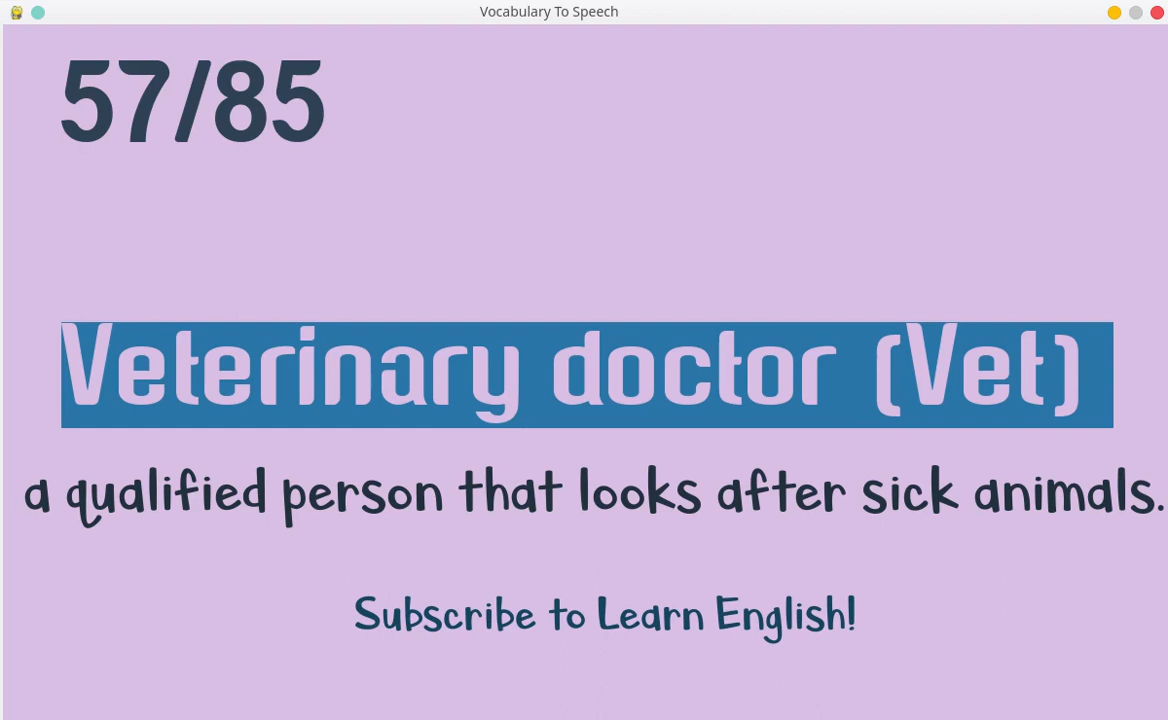 Vocabulary To Speech
57/85
Veterinary doctor (Vet)
a qualified person that looks after sick animals.
Subscribe to Learn English!